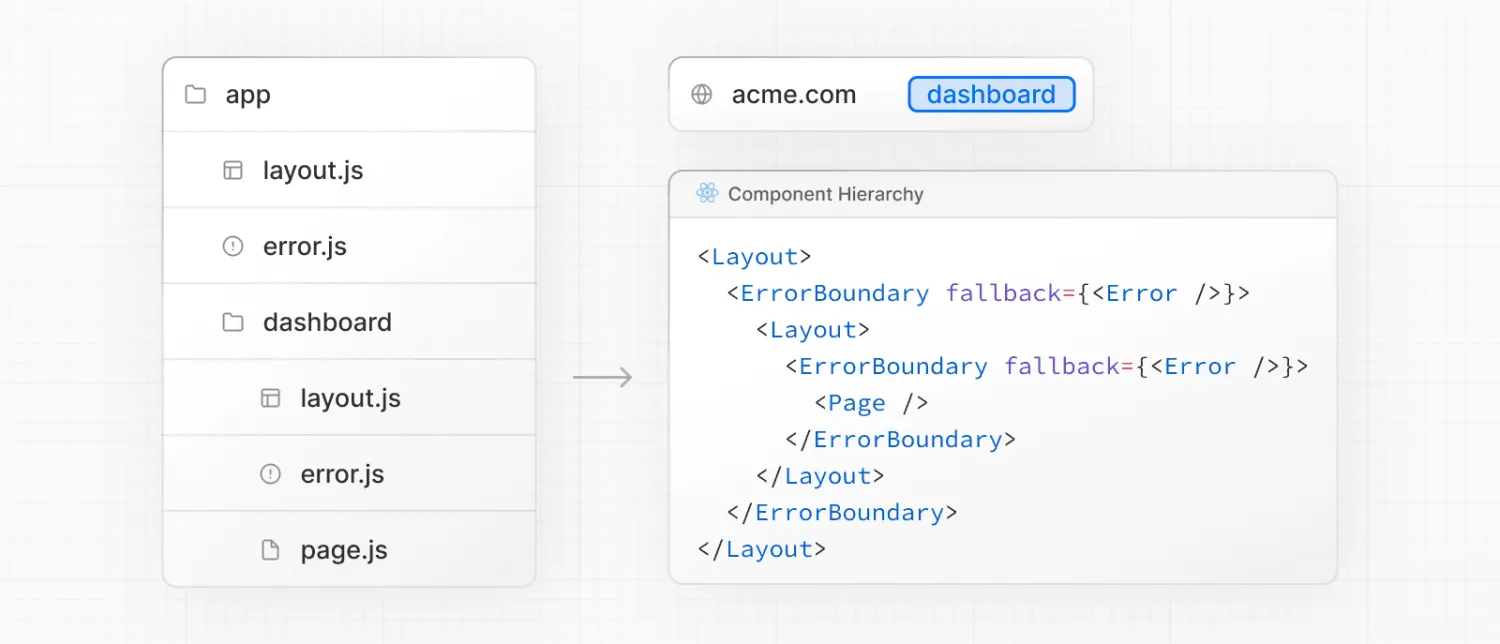 app
layout.js
error.js
dashboard
layout.js
error.js
page.js
acme.com dashboard
Component Hierarchy
<Layout>
<ErrorBoundary fallback={<Error />}>
<Layout>
<ErrorBoundary fallback={<Error />}>
<Page />
</ErrorBoundary>
</Layout>
</ErrorBoundary>
</Layout>